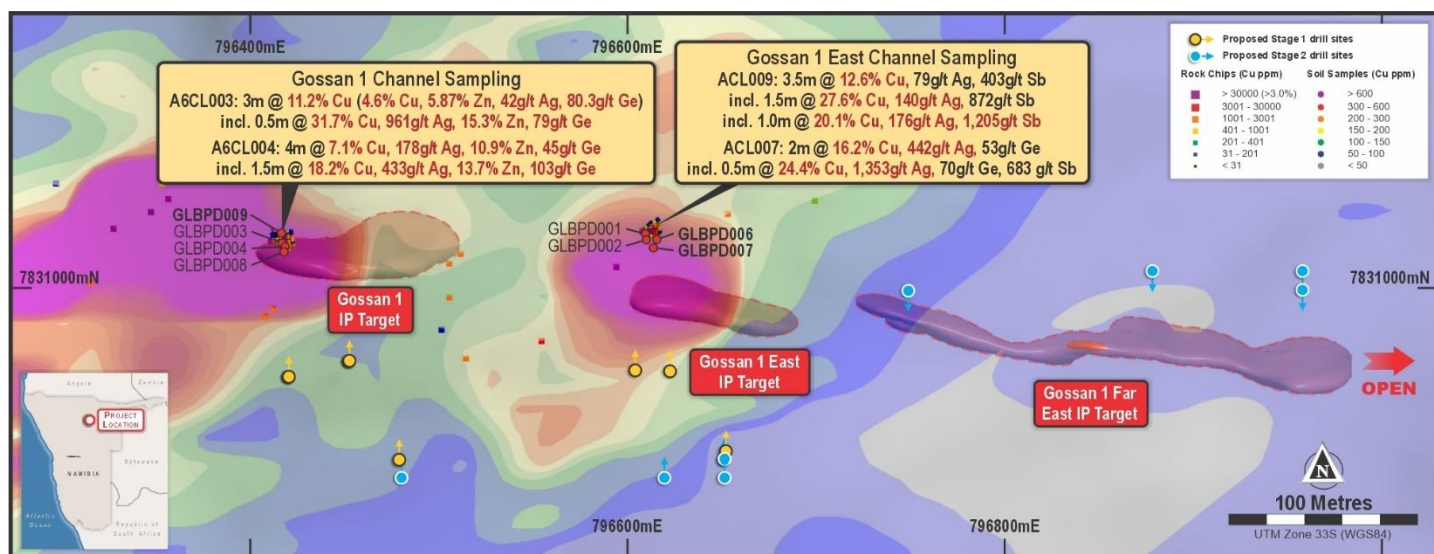 796400mE
796600mE
Gossan 1 Channel Sampling
A6CL003: 3m @ 11.2% Cu (4.6% Cu, 5.87% Zn, 42g/t Ag, 80.3g/t Ge)
incl. 0.5m @ 31.7% Cu, 961g/t Ag, 15.3% Zn, 79g/t Ge
A6CL004: 4m @ 7.1% Cu, 178g/t Ag, 10.9% Zn, 45g/t Ge
incl. 1.5m @ 18.2% Cu, 433g/t Ag, 13.7% Zn, 103g/t Ge
Gossan 1 East Channel Sampling
ACL009: 3.5m @ 12.6% Cu, 79g/t Ag, 403g/t Sb
incl. 1.5m @ 27.6% Cu, 140g/t Ag, 872g/t Sb
incl. 1.0m @ 20.1% Cu, 176g/t Ag, 1,205g/t Sb
ACL007: 2m @ 16.2% Cu, 442g/t Ag, 53g/t Ge
incl. 0.5m @ 24.4% Cu, 1,353g/t Ag, 70g/t Ge, 683 g/t Sb
Proposed Stage 1 drill sites
Proposed Stage 2 drill sites
Rock Chips (Cu ppm)
> 30000 (>3.0%)
3001 - 30000
1001 - 3001
401 - 1001
201 - 401
31 - 201
< 31
Soil Samples (Cu ppm)
> 600
300 - 600
200 - 300
150 - 200
100 - 150
50 - 100
< 50
GLBPD009
GLBPD003
GLBPD004
GLBPD008
GLBPD001
GLBPD002
GLBPD006
GLBPD007
7831000mN
7831000mN
Gossan 1
IP Target
Gossan 1 East
IP Target
Gossan 1 Far
East IP Target
OPEN
Angola
Zambia
PROJECT
LOCATION
NAMIBIA
Botswana
Atlantic
Ocean
Republic of
South Africa
796600mE
796800mE
N
100 Metres
UTM Zone 33S (WGS84)